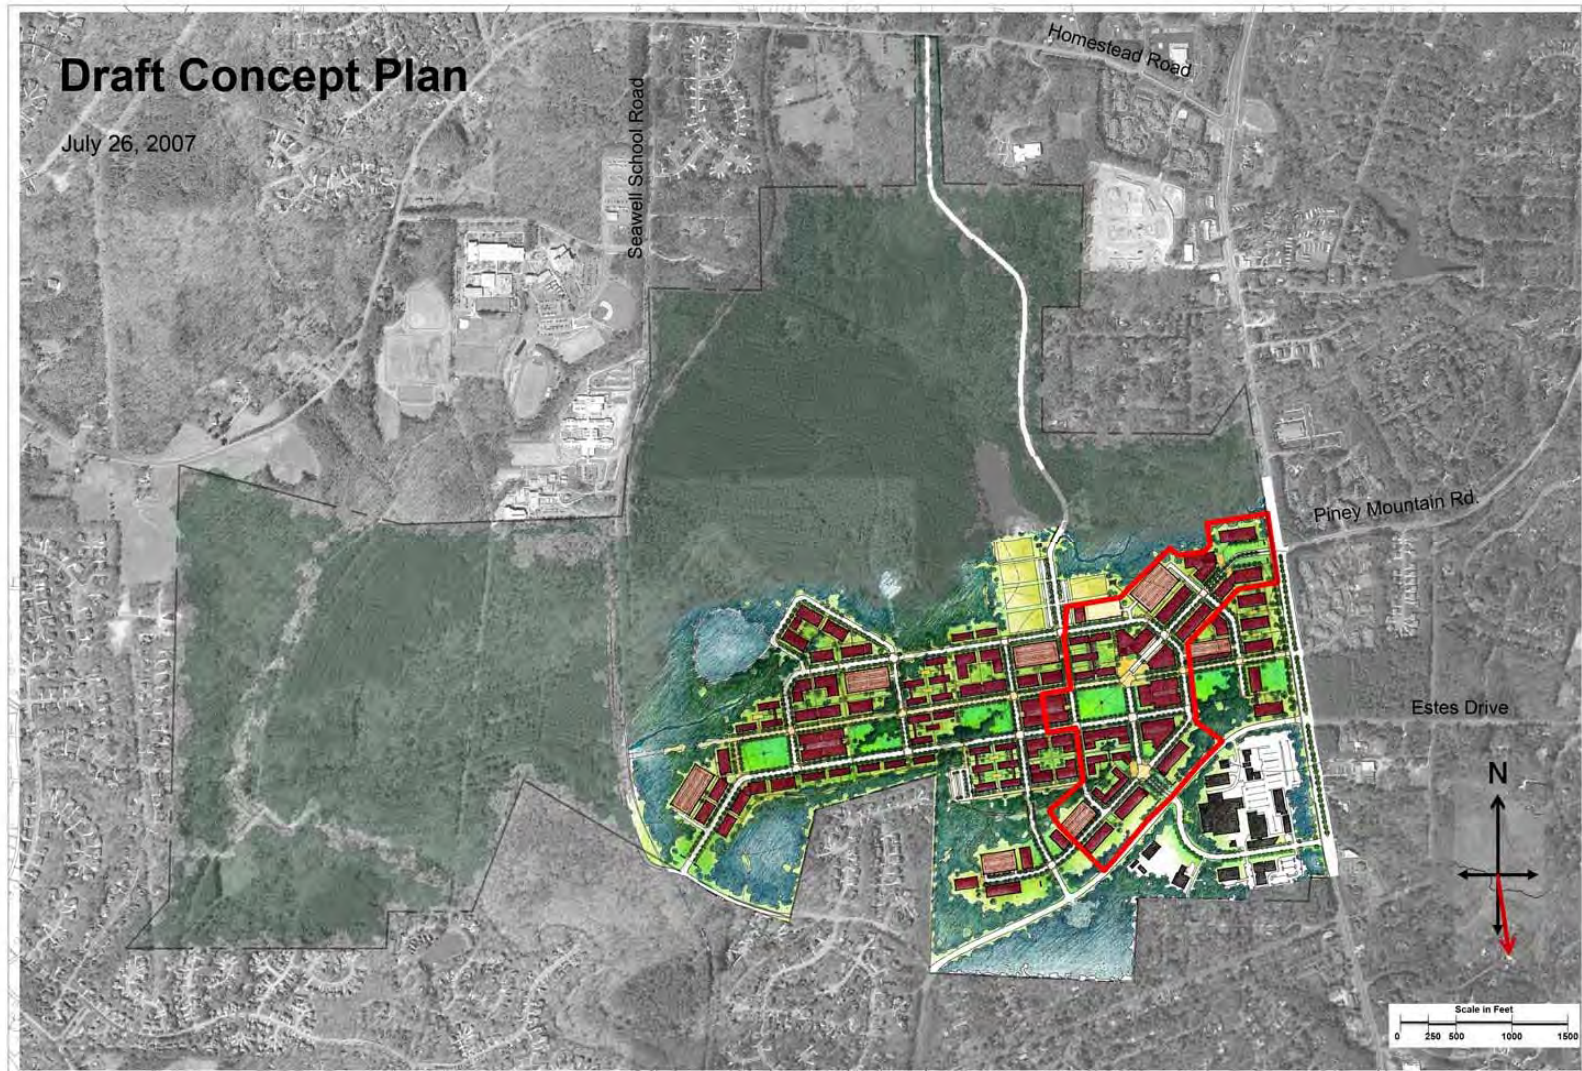 Draft Concept Plan
July 26, 2007
Homestead Road
Seawell School Road
Piney Mountain Rd.
Estes Drive
N
Scale in Feet
0 250 500 1000 1500